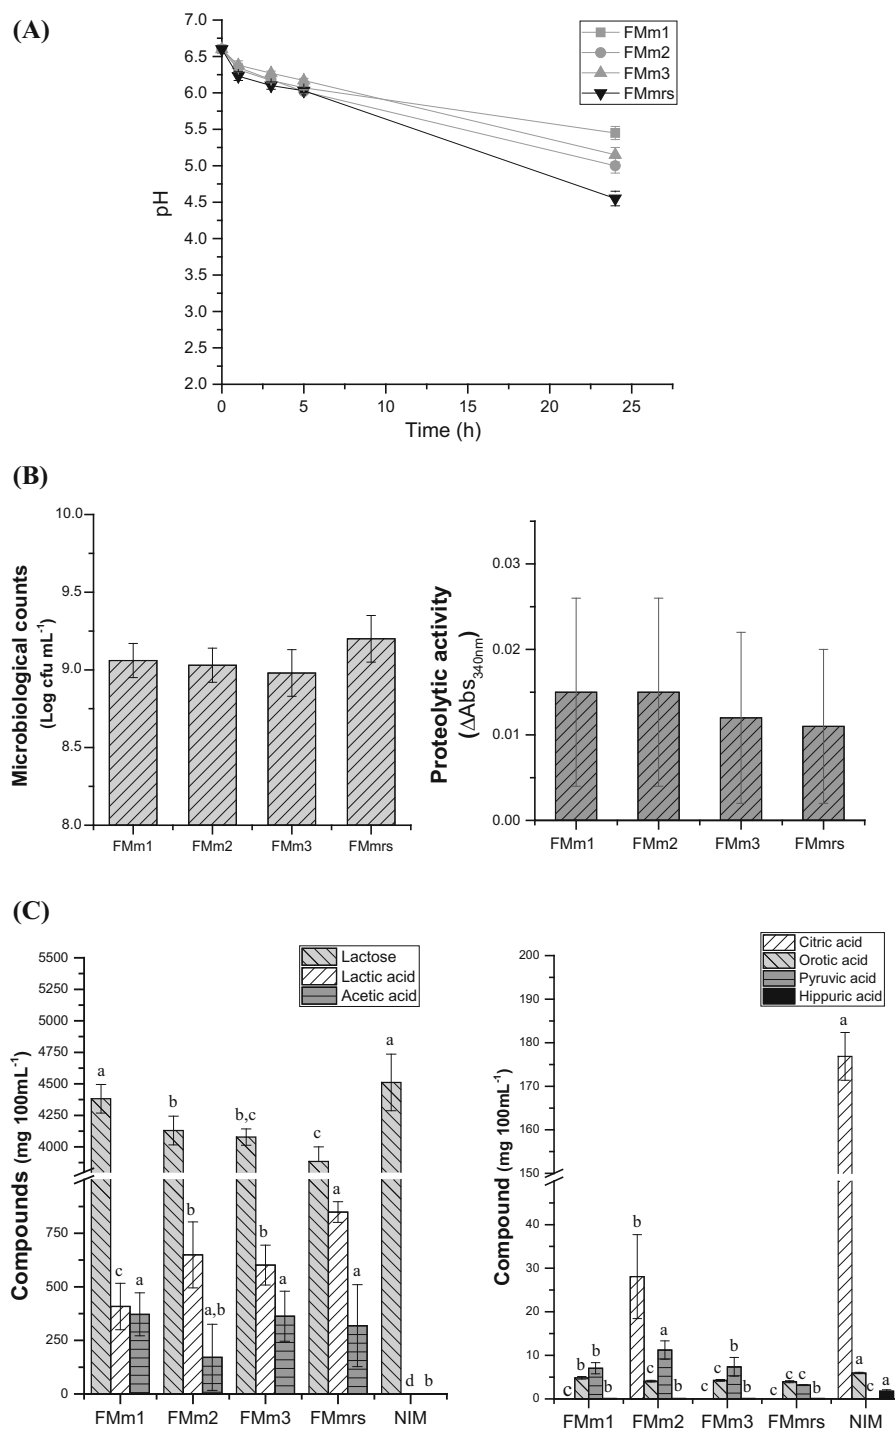 (A)
7.0
6.5
6.0
5.5
5.0
4.5
4.0
3.5
3.0
2.5
2.0
pH
0
5
10
15
20
25
Time (h)
FMm1
FMm2
FMm3
FMmrs
(B)
10.0
9.5
9.0
8.5
8.0
Microbiological counts
(Log cfu mL⁻¹)
FMm1
FMm2
FMm3
FMmrs
0.03
0.02
0.01
0.00
Proteolytic activity
(ΔAbs₃₄₀ₙₘ)
FMm1
FMm2
FMm3
FMmrs
(C)
5500
5250
5000
4750
4500
4250
4000
750
500
250
0
Compounds (mg 100mL⁻¹)
Lactose
Lactic acid
Acetic acid
a
c
a
b
b
a,b
b,c
b
a
c
a
a
d
b
FMm1
FMm2
FMm3
FMmrs
NIM
200
190
180
170
160
150
40
30
20
10
0
Compound (mg 100mL⁻¹)
Citric acid
Orotic acid
Pyruvic acid
Hippuric acid
c
b
b
b
b
c
a
b
c
c
b
b
c
c
c
b
a
a
c
a
FMm1
FMm2
FMm3
FMmrs
NIM